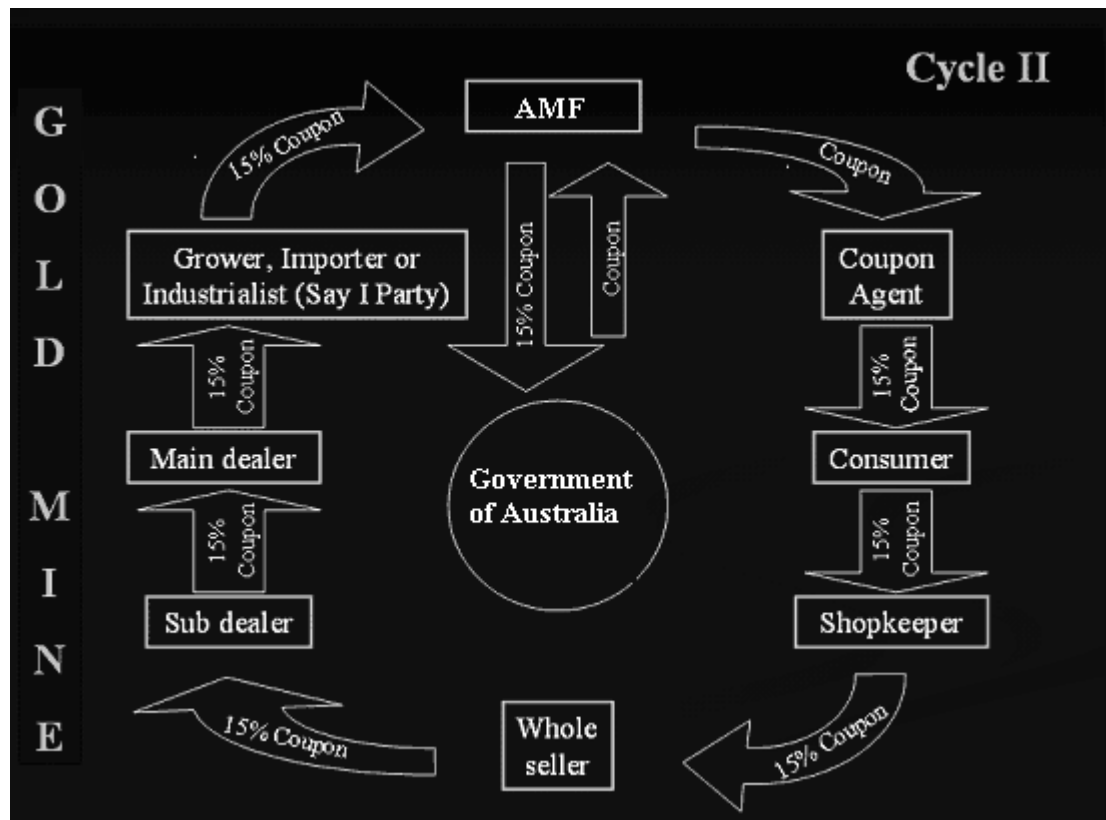 Cycle II
GOLD MINE
AMF
15% Coupon
Coupon
15% Coupon
Coupon
Grower, Importer or
Industrialist (Say I Party)
Coupon
Agent
15%
Coupon
15%
Coupon
Main dealer
Government
of Australia
Consumer
15%
Coupon
15%
Coupon
Sub dealer
Shopkeeper
15% Coupon
Whole
seller
15% Coupon